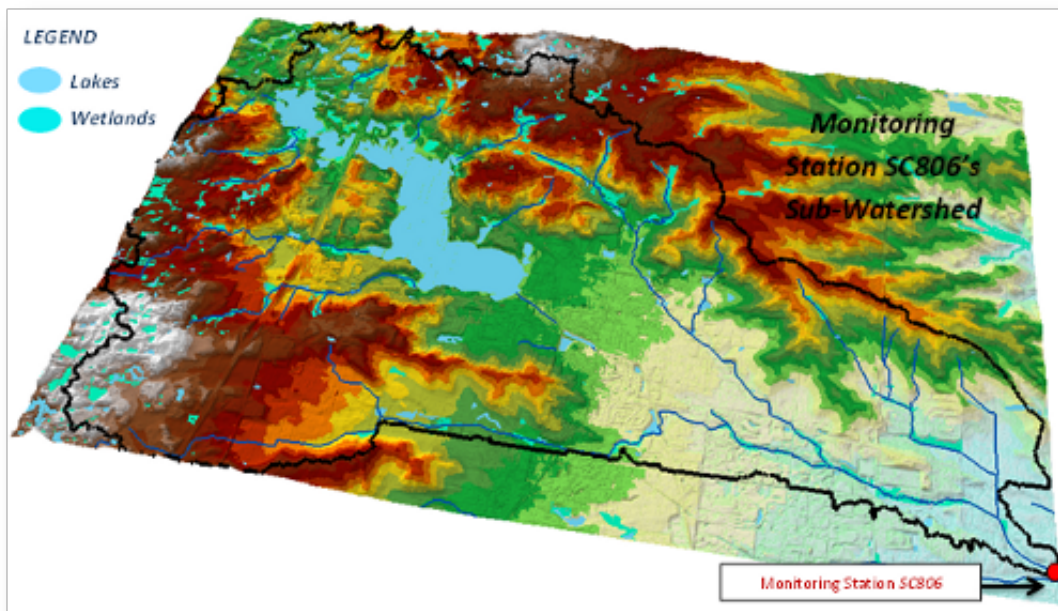 LEGEND
Lakes
Wetlands
Monitoring
Station SC806's
Sub-Watershed
Monitoring Station SC806